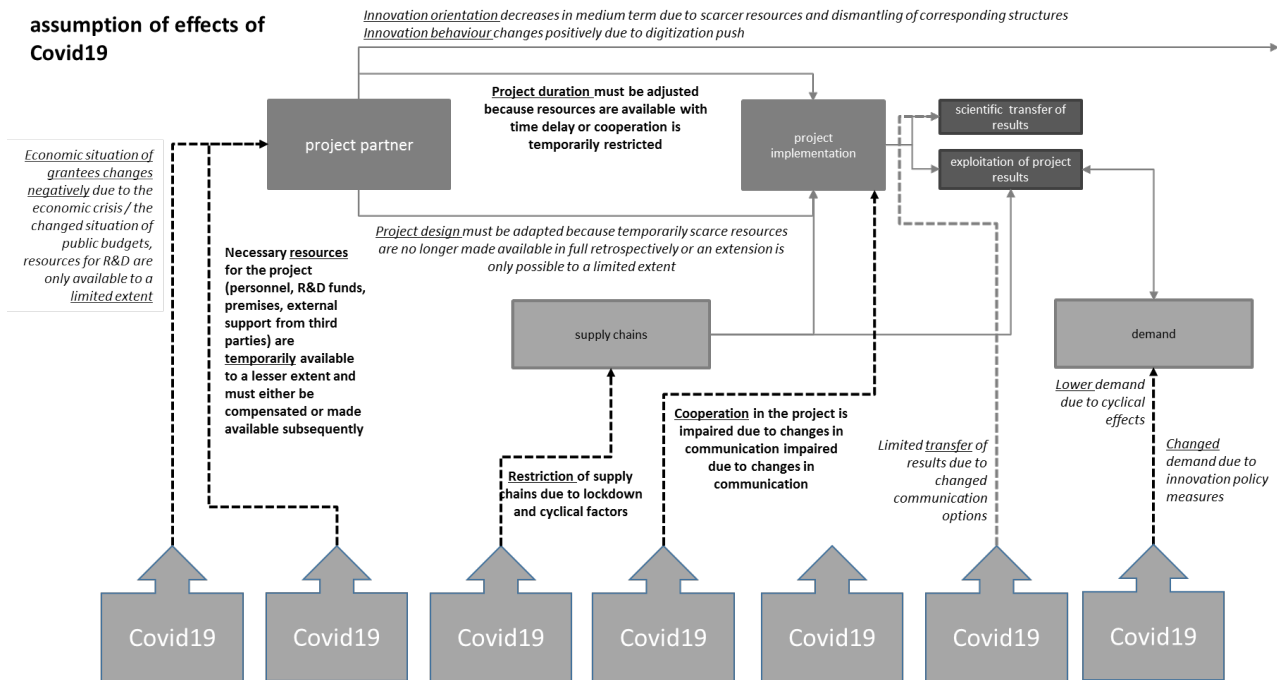 assumption of effects of
Covid19
Innovation orientation decreases in medium term due to scarcer resources and dismantling of corresponding structures
Innovation behaviour changes positively due to digitization push
project partner
Project duration must be adjusted
because resources are available with
time delay or cooperation is
temporarily restricted
project
implementation
scientific transfer of
results
exploitation of project
results
Economic situation of
grantees changes
negatively due to the
economic crisis / the
changed situation of
public budgets,
resources for R&D are
only available to a
limited extent
Necessary resources
for the project
(personnel, R&D funds,
premises, external
support from third
parties) are
temporarily available
to a lesser extent and
must either be
compensated or made
available subsequently
Project design must be adapted because temporarily scarce resources
are no longer made available in full retrospectively or an extension is
only possible to a limited extent
supply chains
demand
Restriction of supply
chains due to lockdown
and cyclical factors
Cooperation in the project is
impaired due to changes in
communication impaired
due to changes in
communication
Limited transfer of
results due to
changed
communication
options
Lower demand
due to cyclical
effects
Changed
demand due to
innovation policy
measures
Covid19
Covid19
Covid19
Covid19
Covid19
Covid19
Covid19